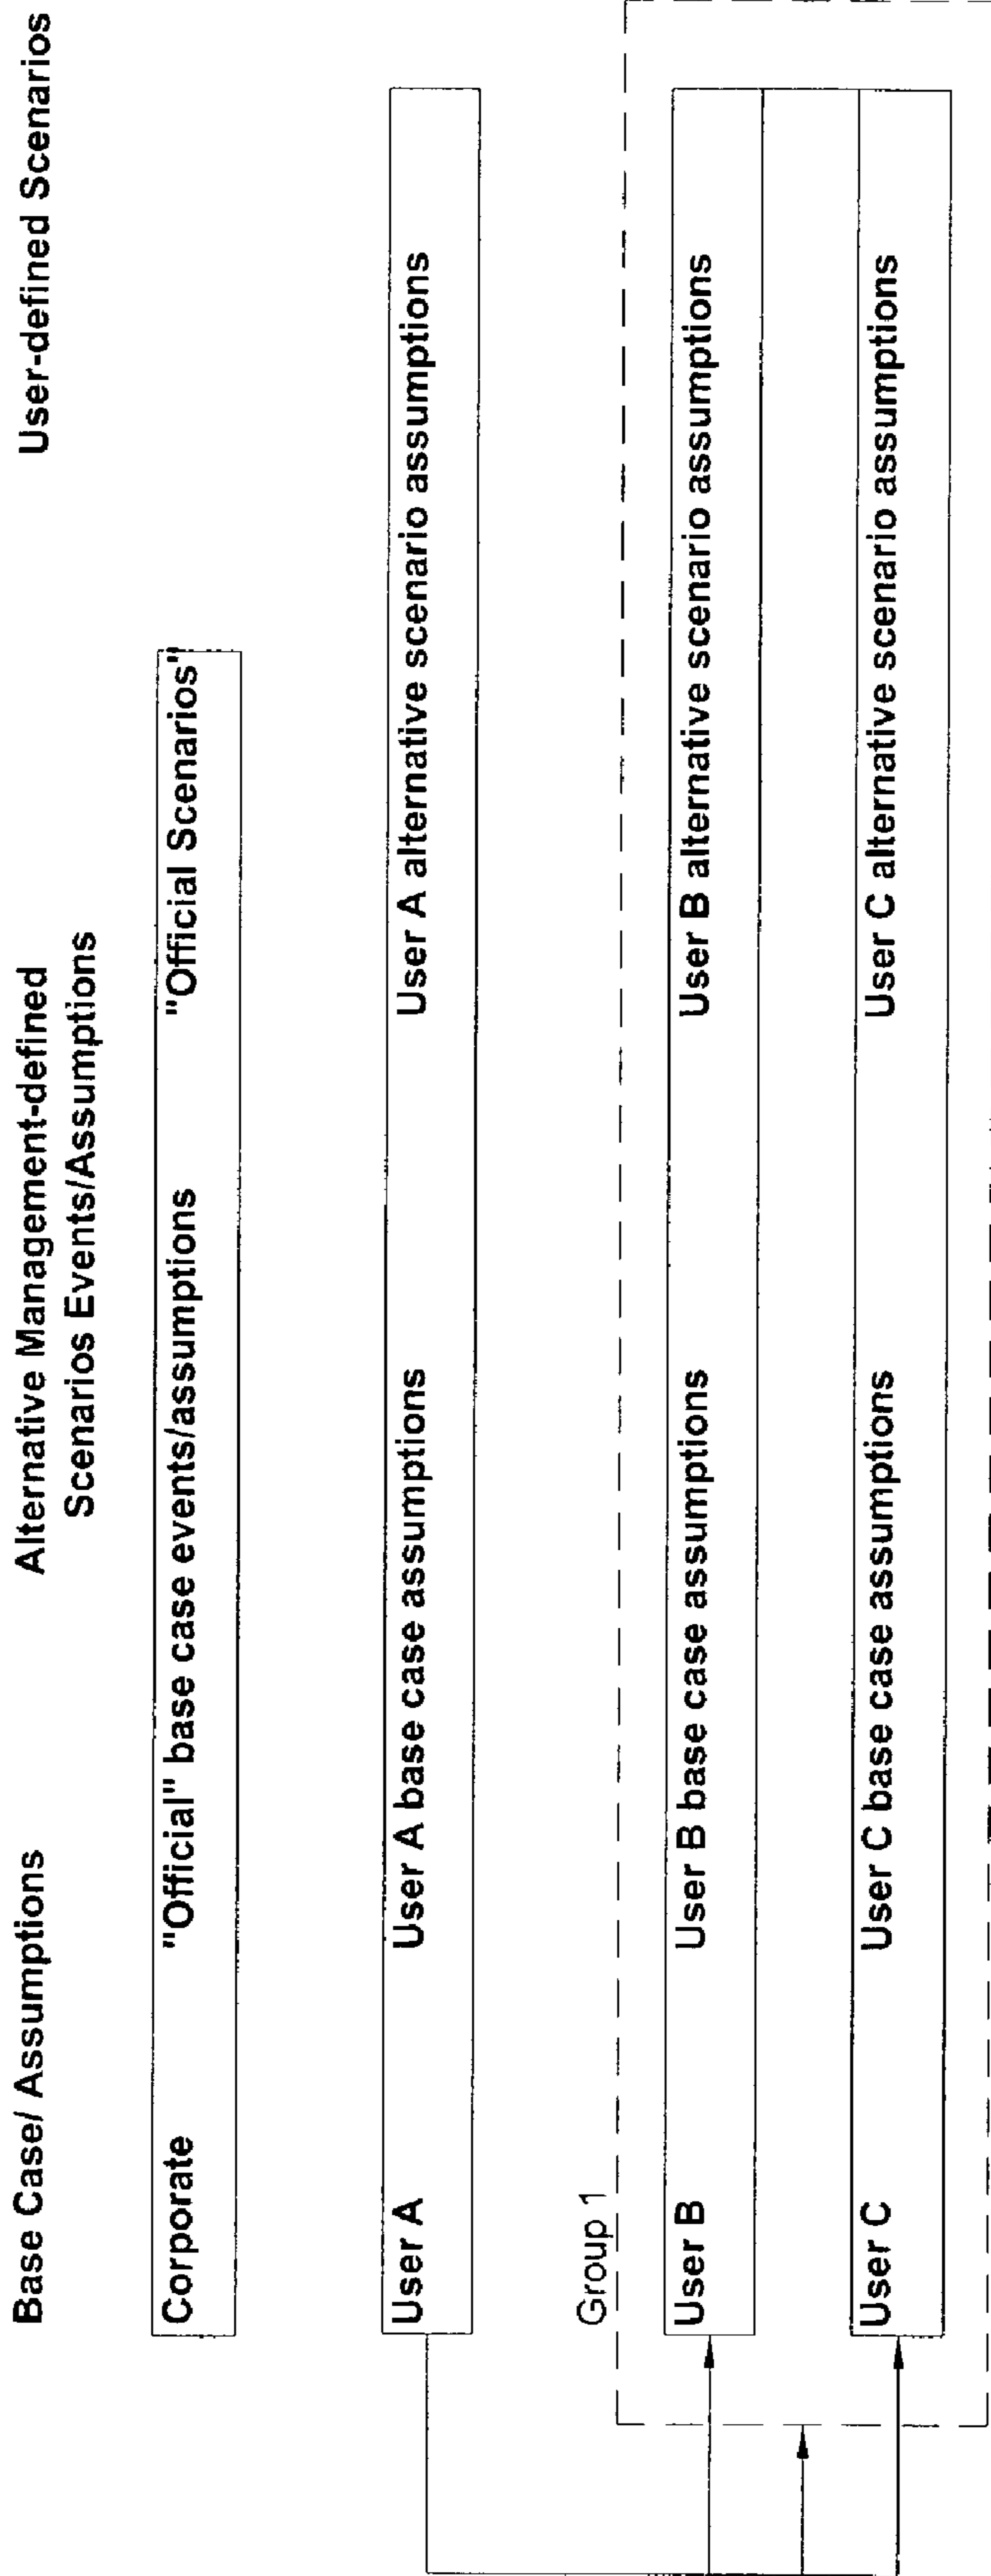 Base Case/ Assumptions
Alternative Management-defined
Scenarios Events/Assumptions
User-defined Scenarios
Corporate
"Official" base case events/assumptions
"Official Scenarios"
User A
User A base case assumptions
User A alternative scenario assumptions
Group 1
User B
User B base case assumptions
User B alternative scenario assumptions
User C
User C base case assumptions
User C alternative scenario assumptions